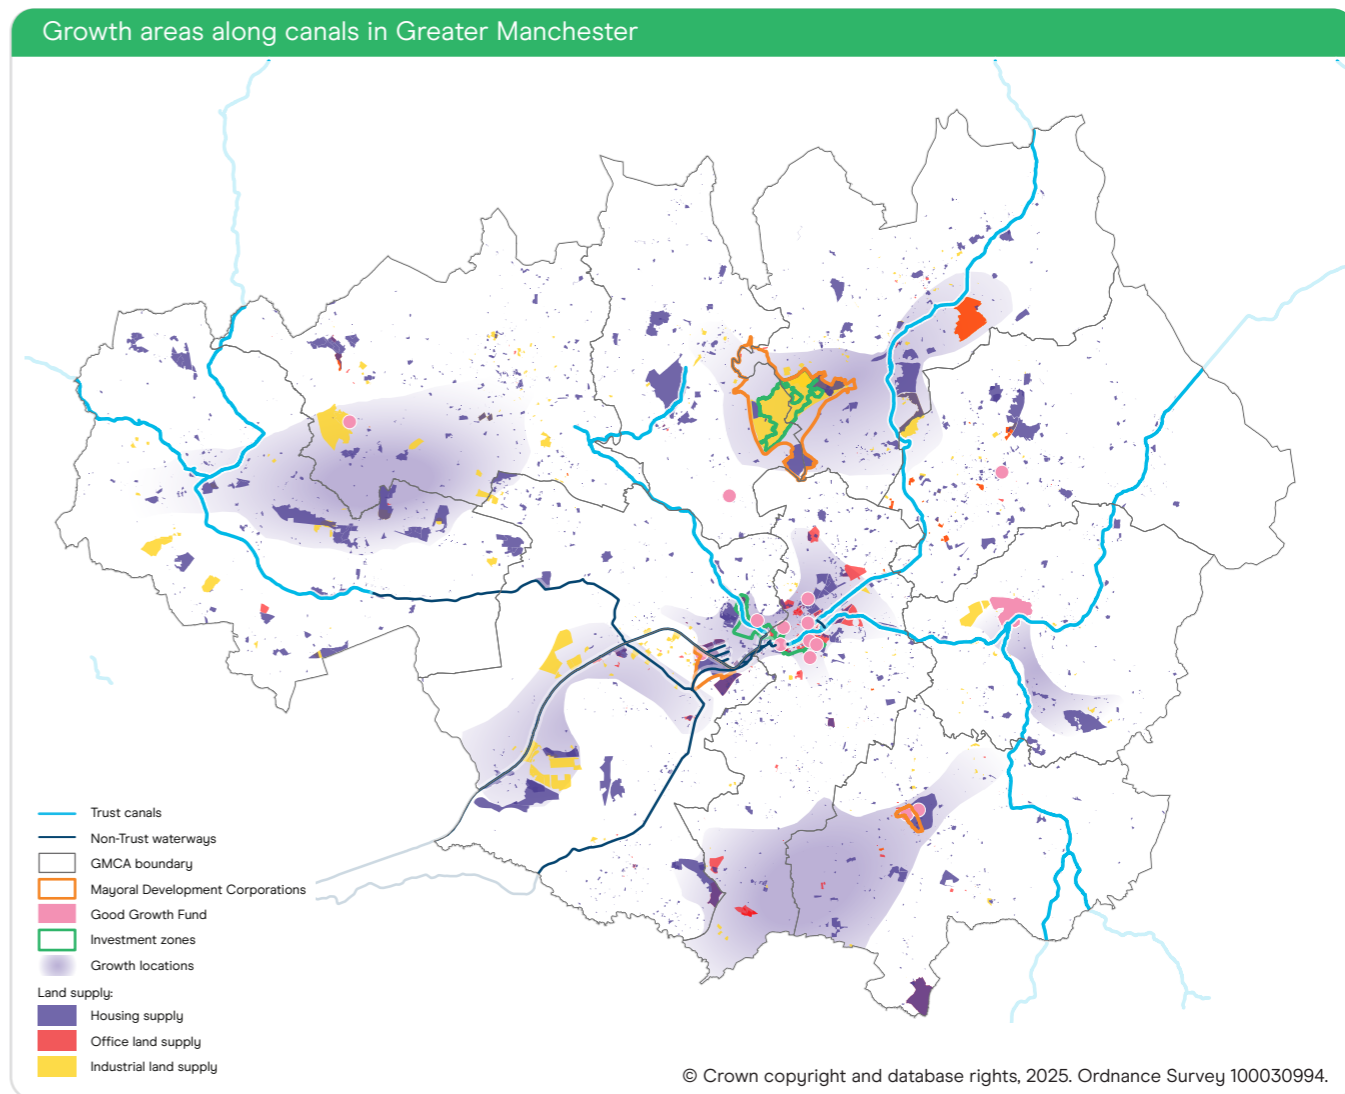 Growth areas along canals in Greater Manchester
Trust canals
Non-Trust waterways
GMCA boundary
Mayoral Development Corporations
Good Growth Fund
Investment zones
Growth locations
Land supply:
Housing supply
Office land supply
Industrial land supply
© Crown copyright and database rights, 2025. Ordnance Survey 100030994.